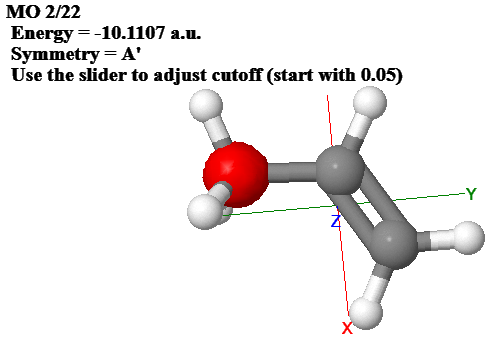 MO 2/22
Energy = -10.1107 a.u.
Symmetry = A'
Use the slider to adjust cutoff (start with 0.05)
Y
Z
X